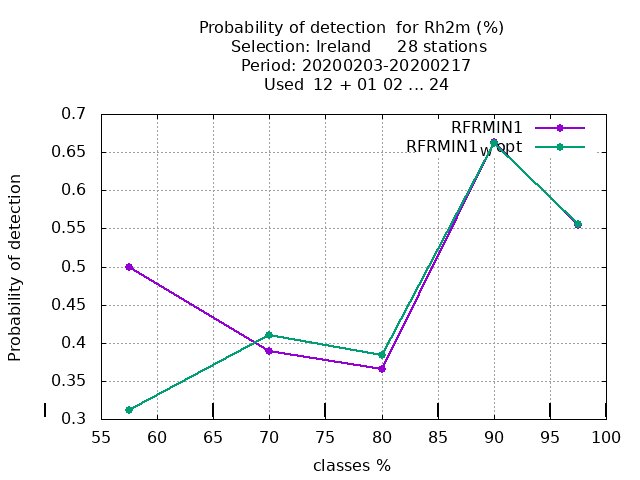 Probability of detection for Rh2m (%)
Selection: Ireland 28 stations
Period: 20200203-20200217
Used 12 + 01 02 ... 24
RFRMIN1
RFRMIN1wopt
Probability of detection
0.7
0.65
0.6
0.55
0.5
0.45
0.4
0.35
0.3
55 60 65 70 75 80 85 90 95 100
classes %